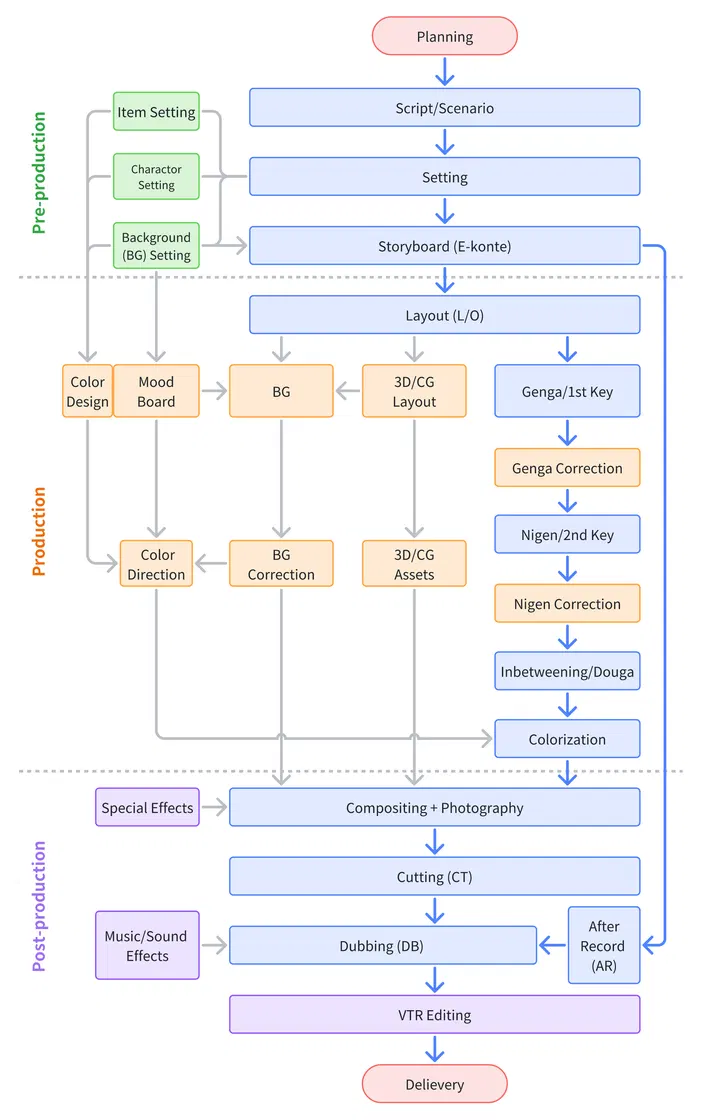 Planning
Pre-production
Item Setting
Script/Scenario
Charactor
Setting
Setting
Background
(BG) Setting
Storyboard (E-konte)
Production
Layout (L/O)
Color
Design
Mood
Board
BG
3D/CG
Layout
Genga/1st Key
Genga Correction
Nigen/2nd Key
Color
Direction
BG
Correction
3D/CG
Assets
Nigen Correction
Inbetweening/Douga
Colorization
Post-production
Special Effects
Compositing + Photography
Cutting (CT)
Music/Sound
Effects
Dubbing (DB)
After
Record
(AR)
VTR Editing
Delievery